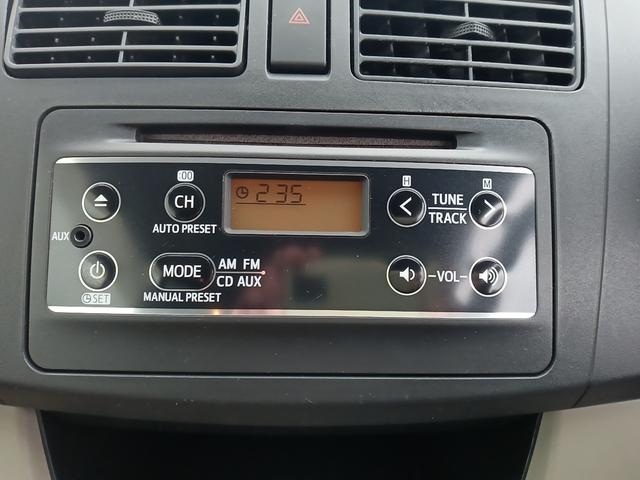 :00
H
M
CH
2 35
TUNE
TRACK
AUTO PRESET
AUX
MODE
AM FM
CD AUX
-VOL-
SET
MANUAL PRESET